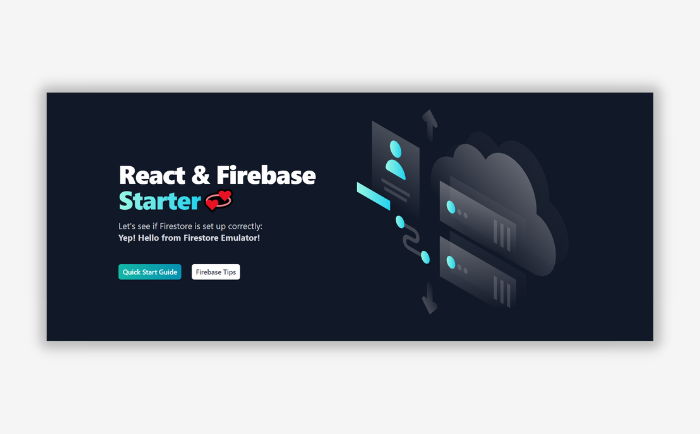 React & Firebase
Starter 💞
Let's see if Firestore is set up correctly:
Yep! Hello from Firestore Emulator!
Quick Start Guide
Firebase Tips